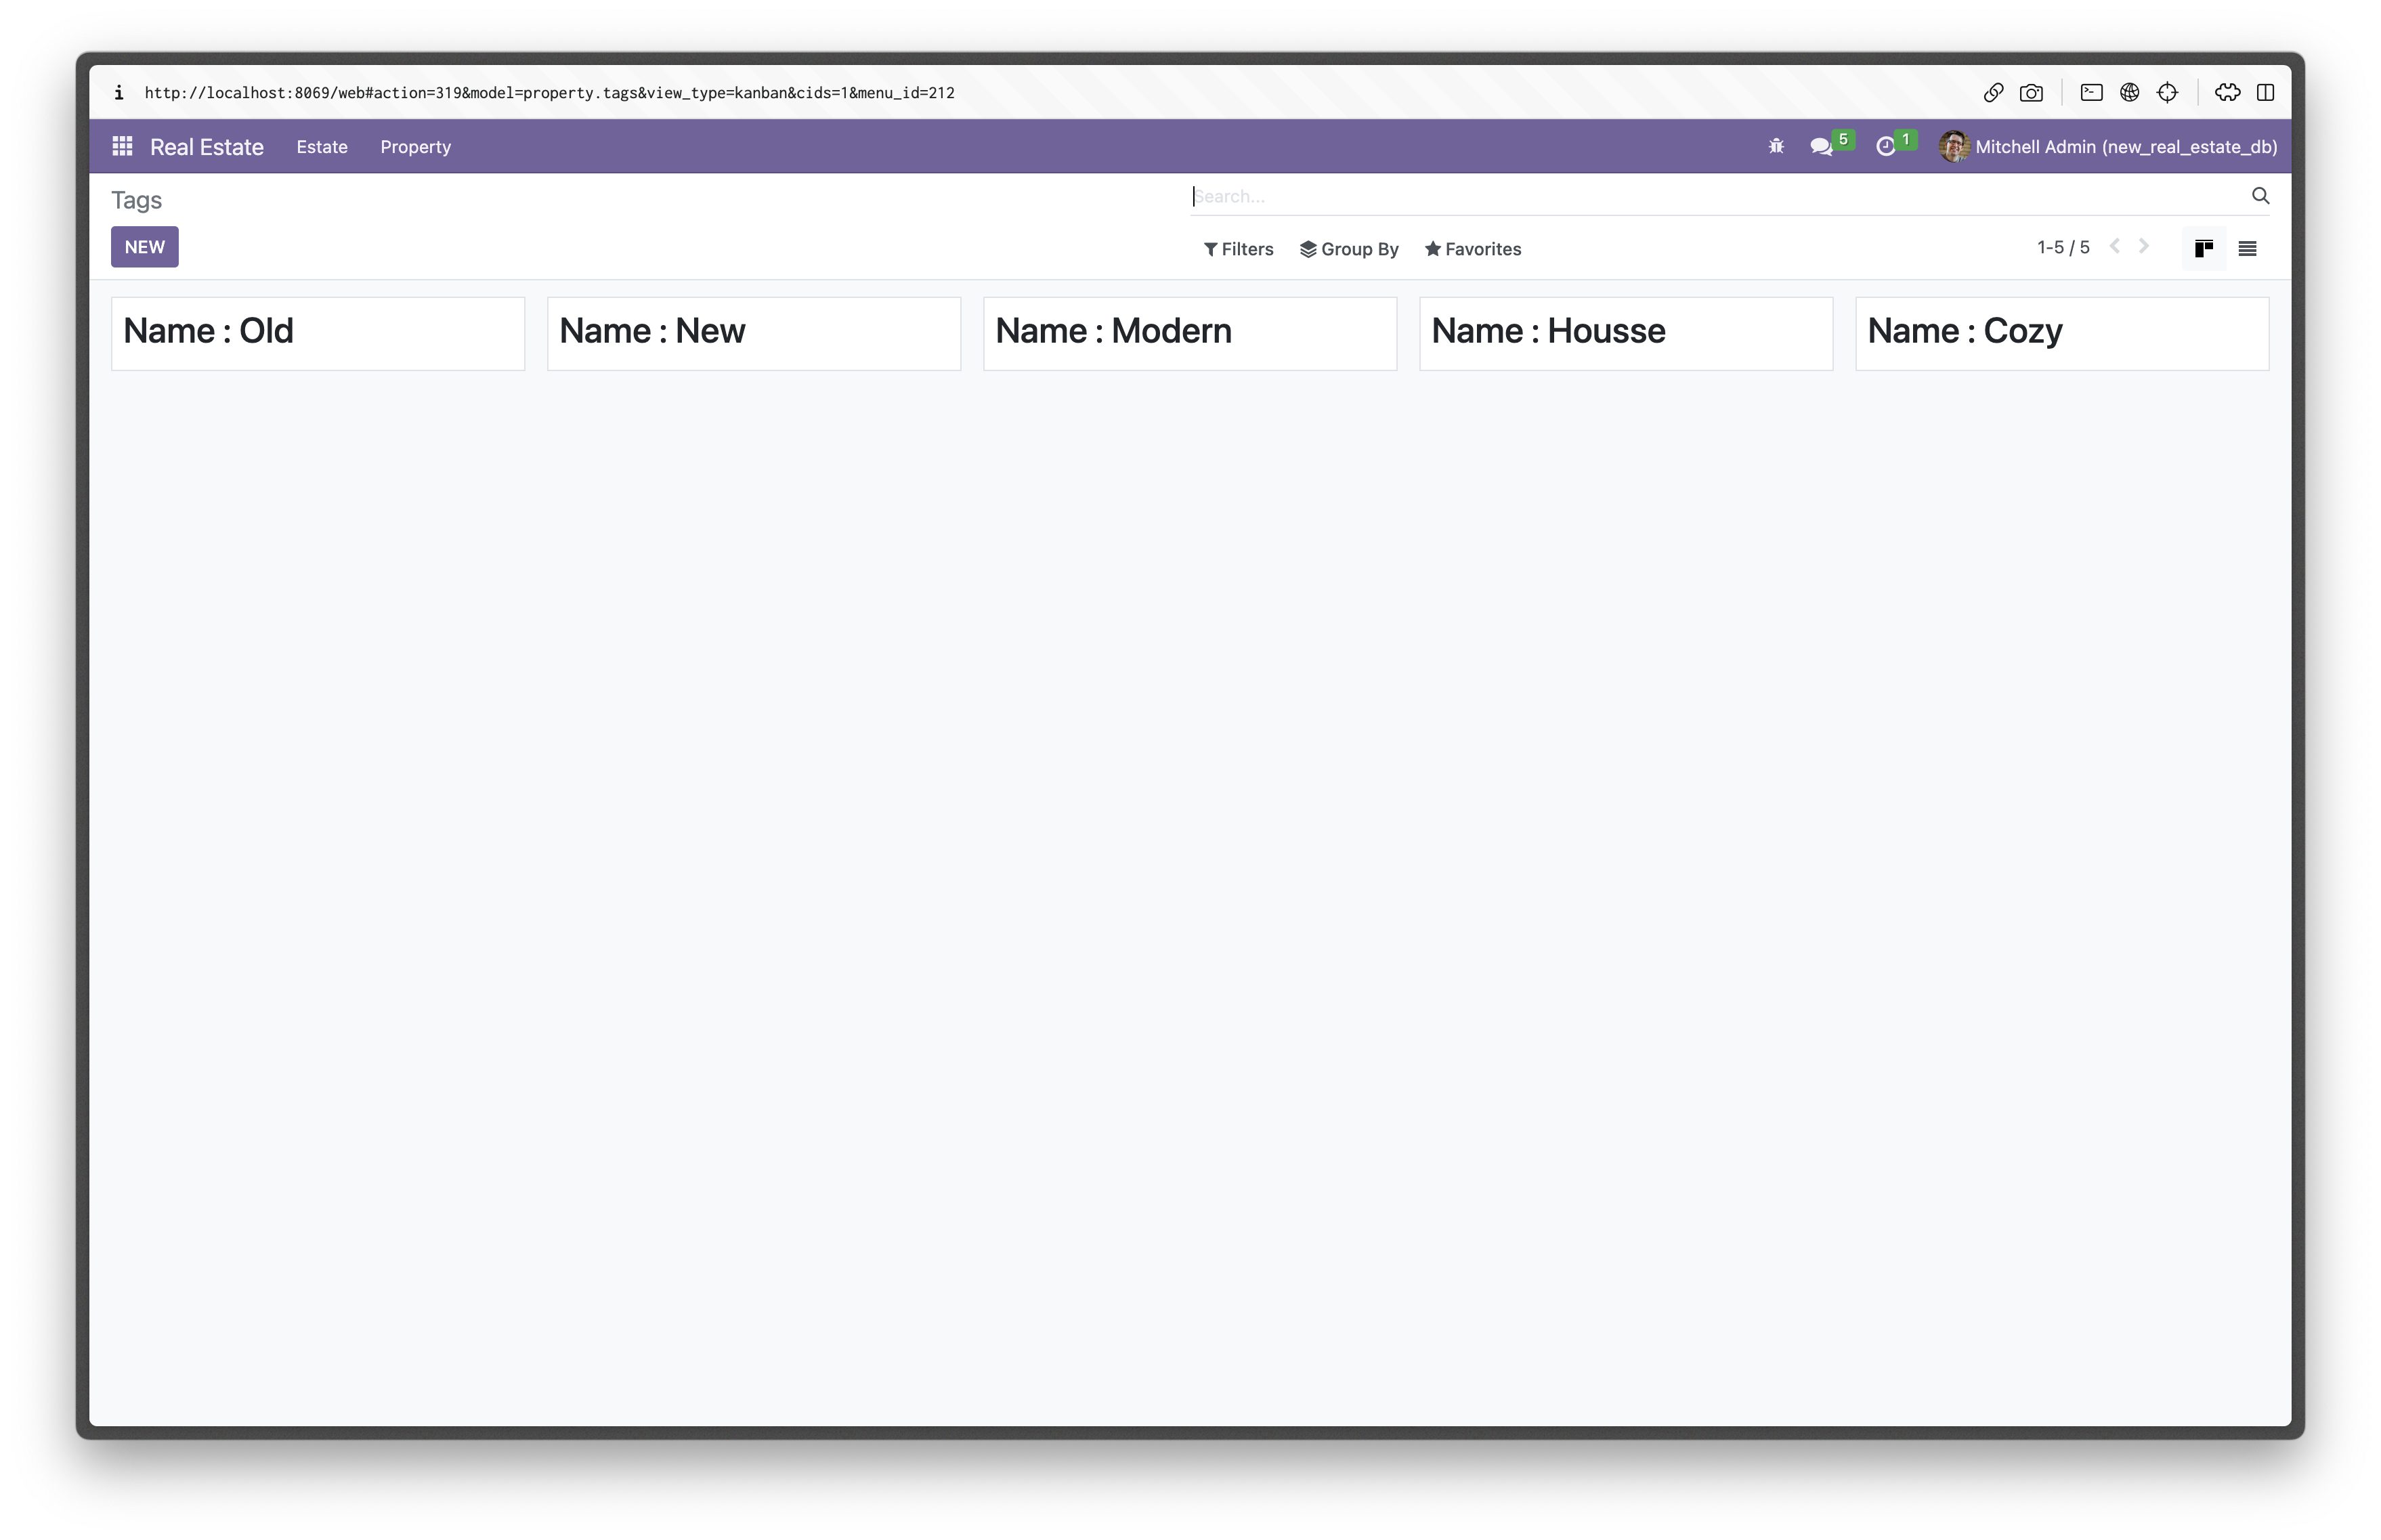 i http://localhost:8069/web#action=319&model=property.tags&view_type=kanban&cids=1&menu_id=212
Real Estate Estate Property 5 1 Mitchell Admin (new_real_estate_db)
Tags Search...
NEW Filters Group By Favorites 1-5 / 5
Name : Old Name : New Name : Modern Name : Housse Name : Cozy